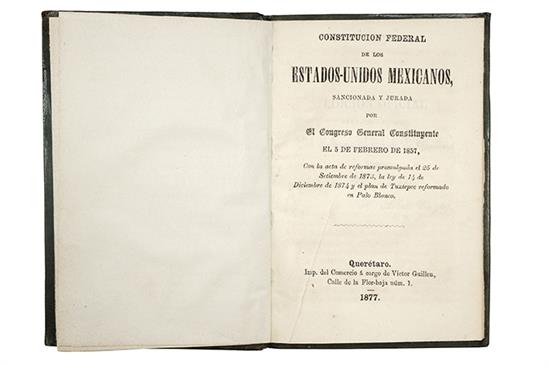 CONSTITUCION FEDERAL
DE LOS
ESTADOS-UNIDOS MEXICANOS,
SANCIONADA Y JURADA
POR
El Congreso General Constituyente
EL 5 DE FEBRERO DE 1857,
Con la acta de reformas promulgada el 25 de
Setiembre de 1873, la ley de 14 de
Diciembre de 1874 y el plan de Tuxtepec reformado
en Palo Blanco.
Querétaro.
Imp. del Comercio á cargo de Víctor Guillen,
Calle de la Flor-baja núm. 1.
1877.